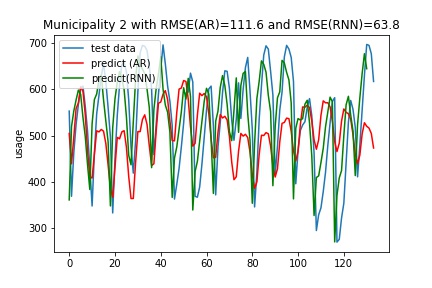 Municipality 2 with RMSE(AR)=111.6 and RMSE(RNN)=63.8
test data
predict (AR)
predict(RNN)
usage
700
600
500
400
300
0 20 40 60 80 100 120